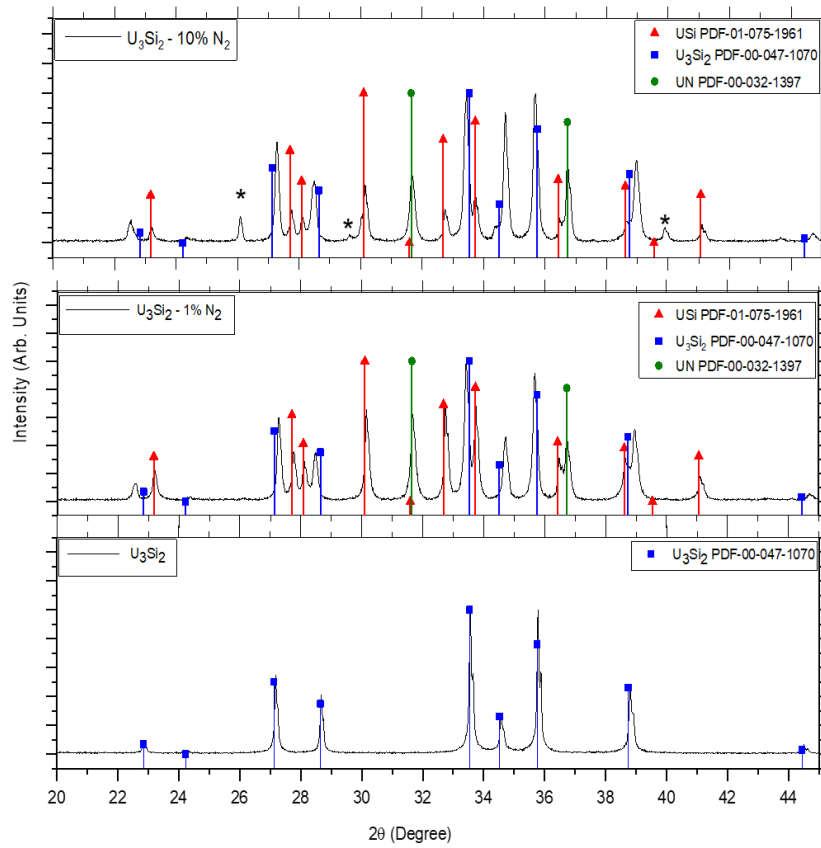 U₃Si₂ - 10% N₂
USi PDF-01-075-1961
U₃Si₂ PDF-00-047-1070
UN PDF-00-032-1397
* * *
U₃Si₂ - 1% N₂
USi PDF-01-075-1961
U₃Si₂ PDF-00-047-1070
UN PDF-00-032-1397
Intensity (Arb. Units)
U₃Si₂
U₃Si₂ PDF-00-047-1070
20 22 24 26 28 30 32 34 36 38 40 42 44
2θ (Degree)